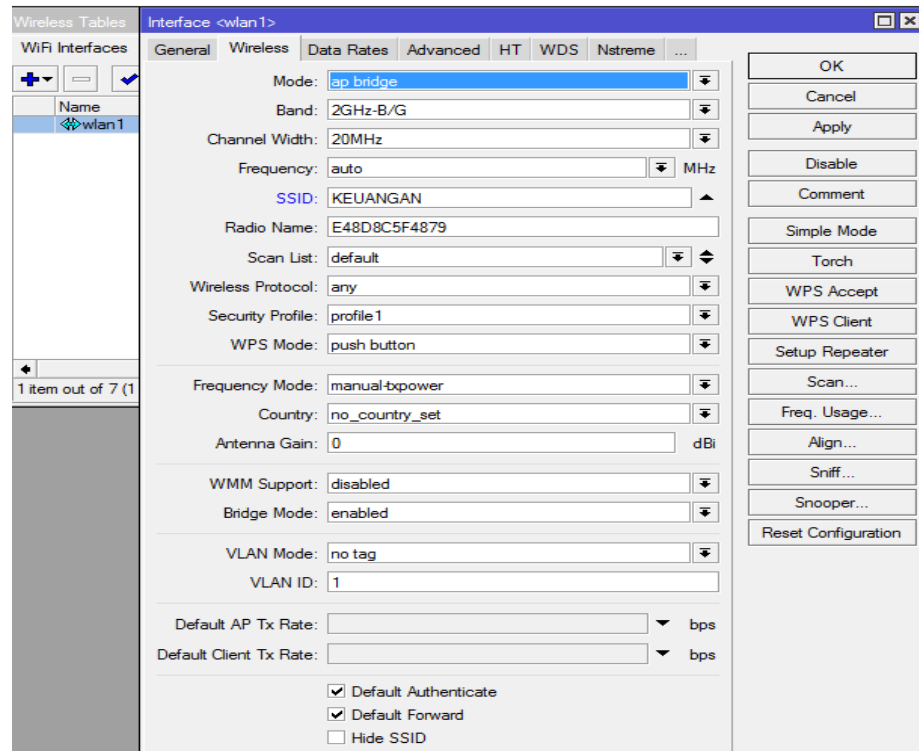 Wireless Tables
WiFi Interfaces
Name
wlan1
1 item out of 7 (1
Interface <wlan1>
General Wireless Data Rates Advanced HT WDS Nstreme ...
Mode: ap bridge
Band: 2GHz-B/G
Channel Width: 20MHz
Frequency: auto MHz
SSID: KEUANGAN
Radio Name: E48D8C5F4879
Scan List: default
Wireless Protocol: any
Security Profile: profile1
WPS Mode: push button
Frequency Mode: manual-txpower
Country: no_country_set
Antenna Gain: 0 dBi
WMM Support: disabled
Bridge Mode: enabled
VLAN Mode: no tag
VLAN ID: 1
Default AP Tx Rate: bps
Default Client Tx Rate: bps
Default Authenticate
Default Forward
Hide SSID
OK
Cancel
Apply
Disable
Comment
Simple Mode
Torch
WPS Accept
WPS Client
Setup Repeater
Scan...
Freq. Usage...
Align...
Sniff...
Snooper...
Reset Configuration